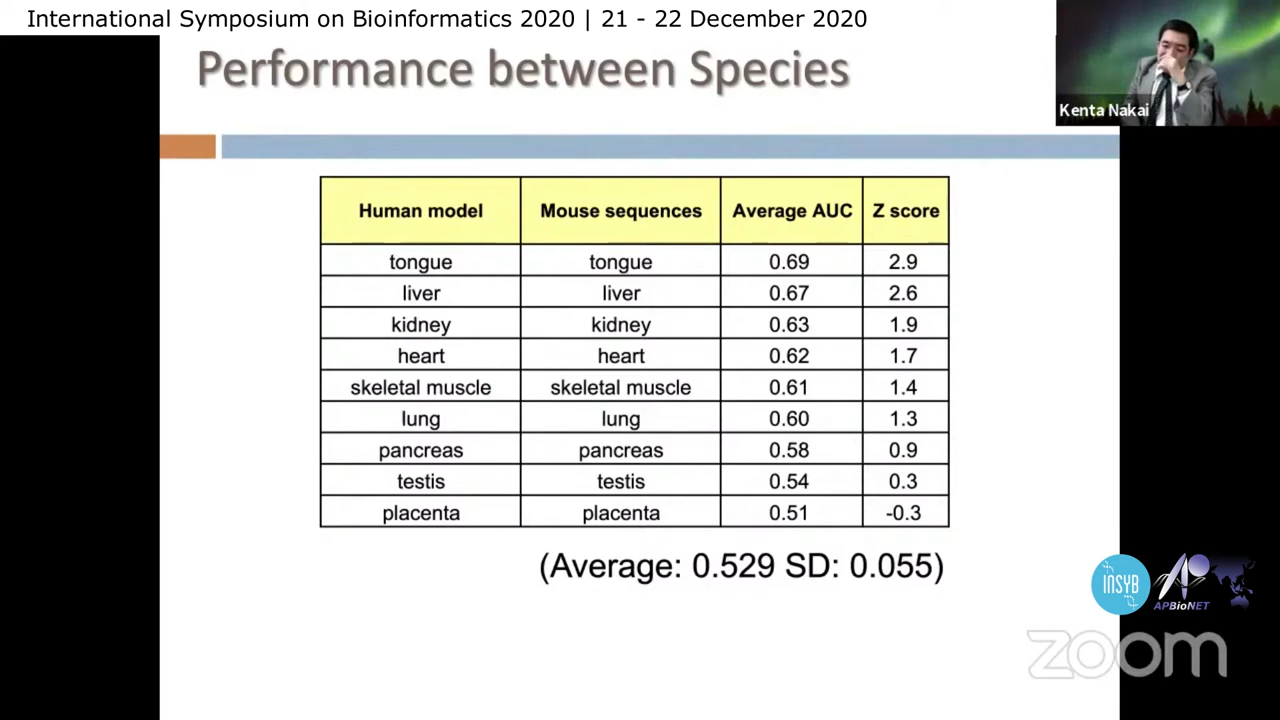 International Symposium on Bioinformatics 2020 | 21 - 22 December 2020
Performance between Species
Kenta Nakai
Human model Mouse sequences Average AUC Z score
tongue tongue 0.69 2.9
liver liver 0.67 2.6
kidney kidney 0.63 1.9
heart heart 0.62 1.7
skeletal muscle skeletal muscle 0.61 1.4
lung lung 0.60 1.3
pancreas pancreas 0.58 0.9
testis testis 0.54 0.3
placenta placenta 0.51 -0.3
(Average: 0.529 SD: 0.055)
INSYB
APBioNET
zoom